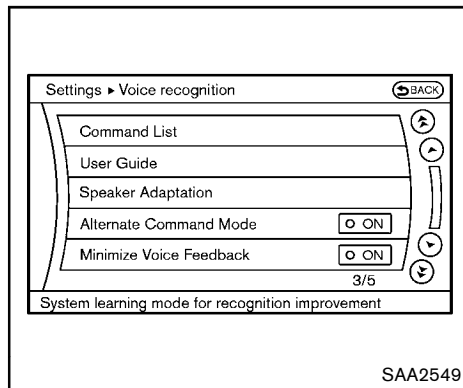 Settings ▸ Voice recognition
BACK
Command List
User Guide
Speaker Adaptation
Alternate Command Mode ON
Minimize Voice Feedback ON
3/5
System learning mode for recognition improvement
SAA2549